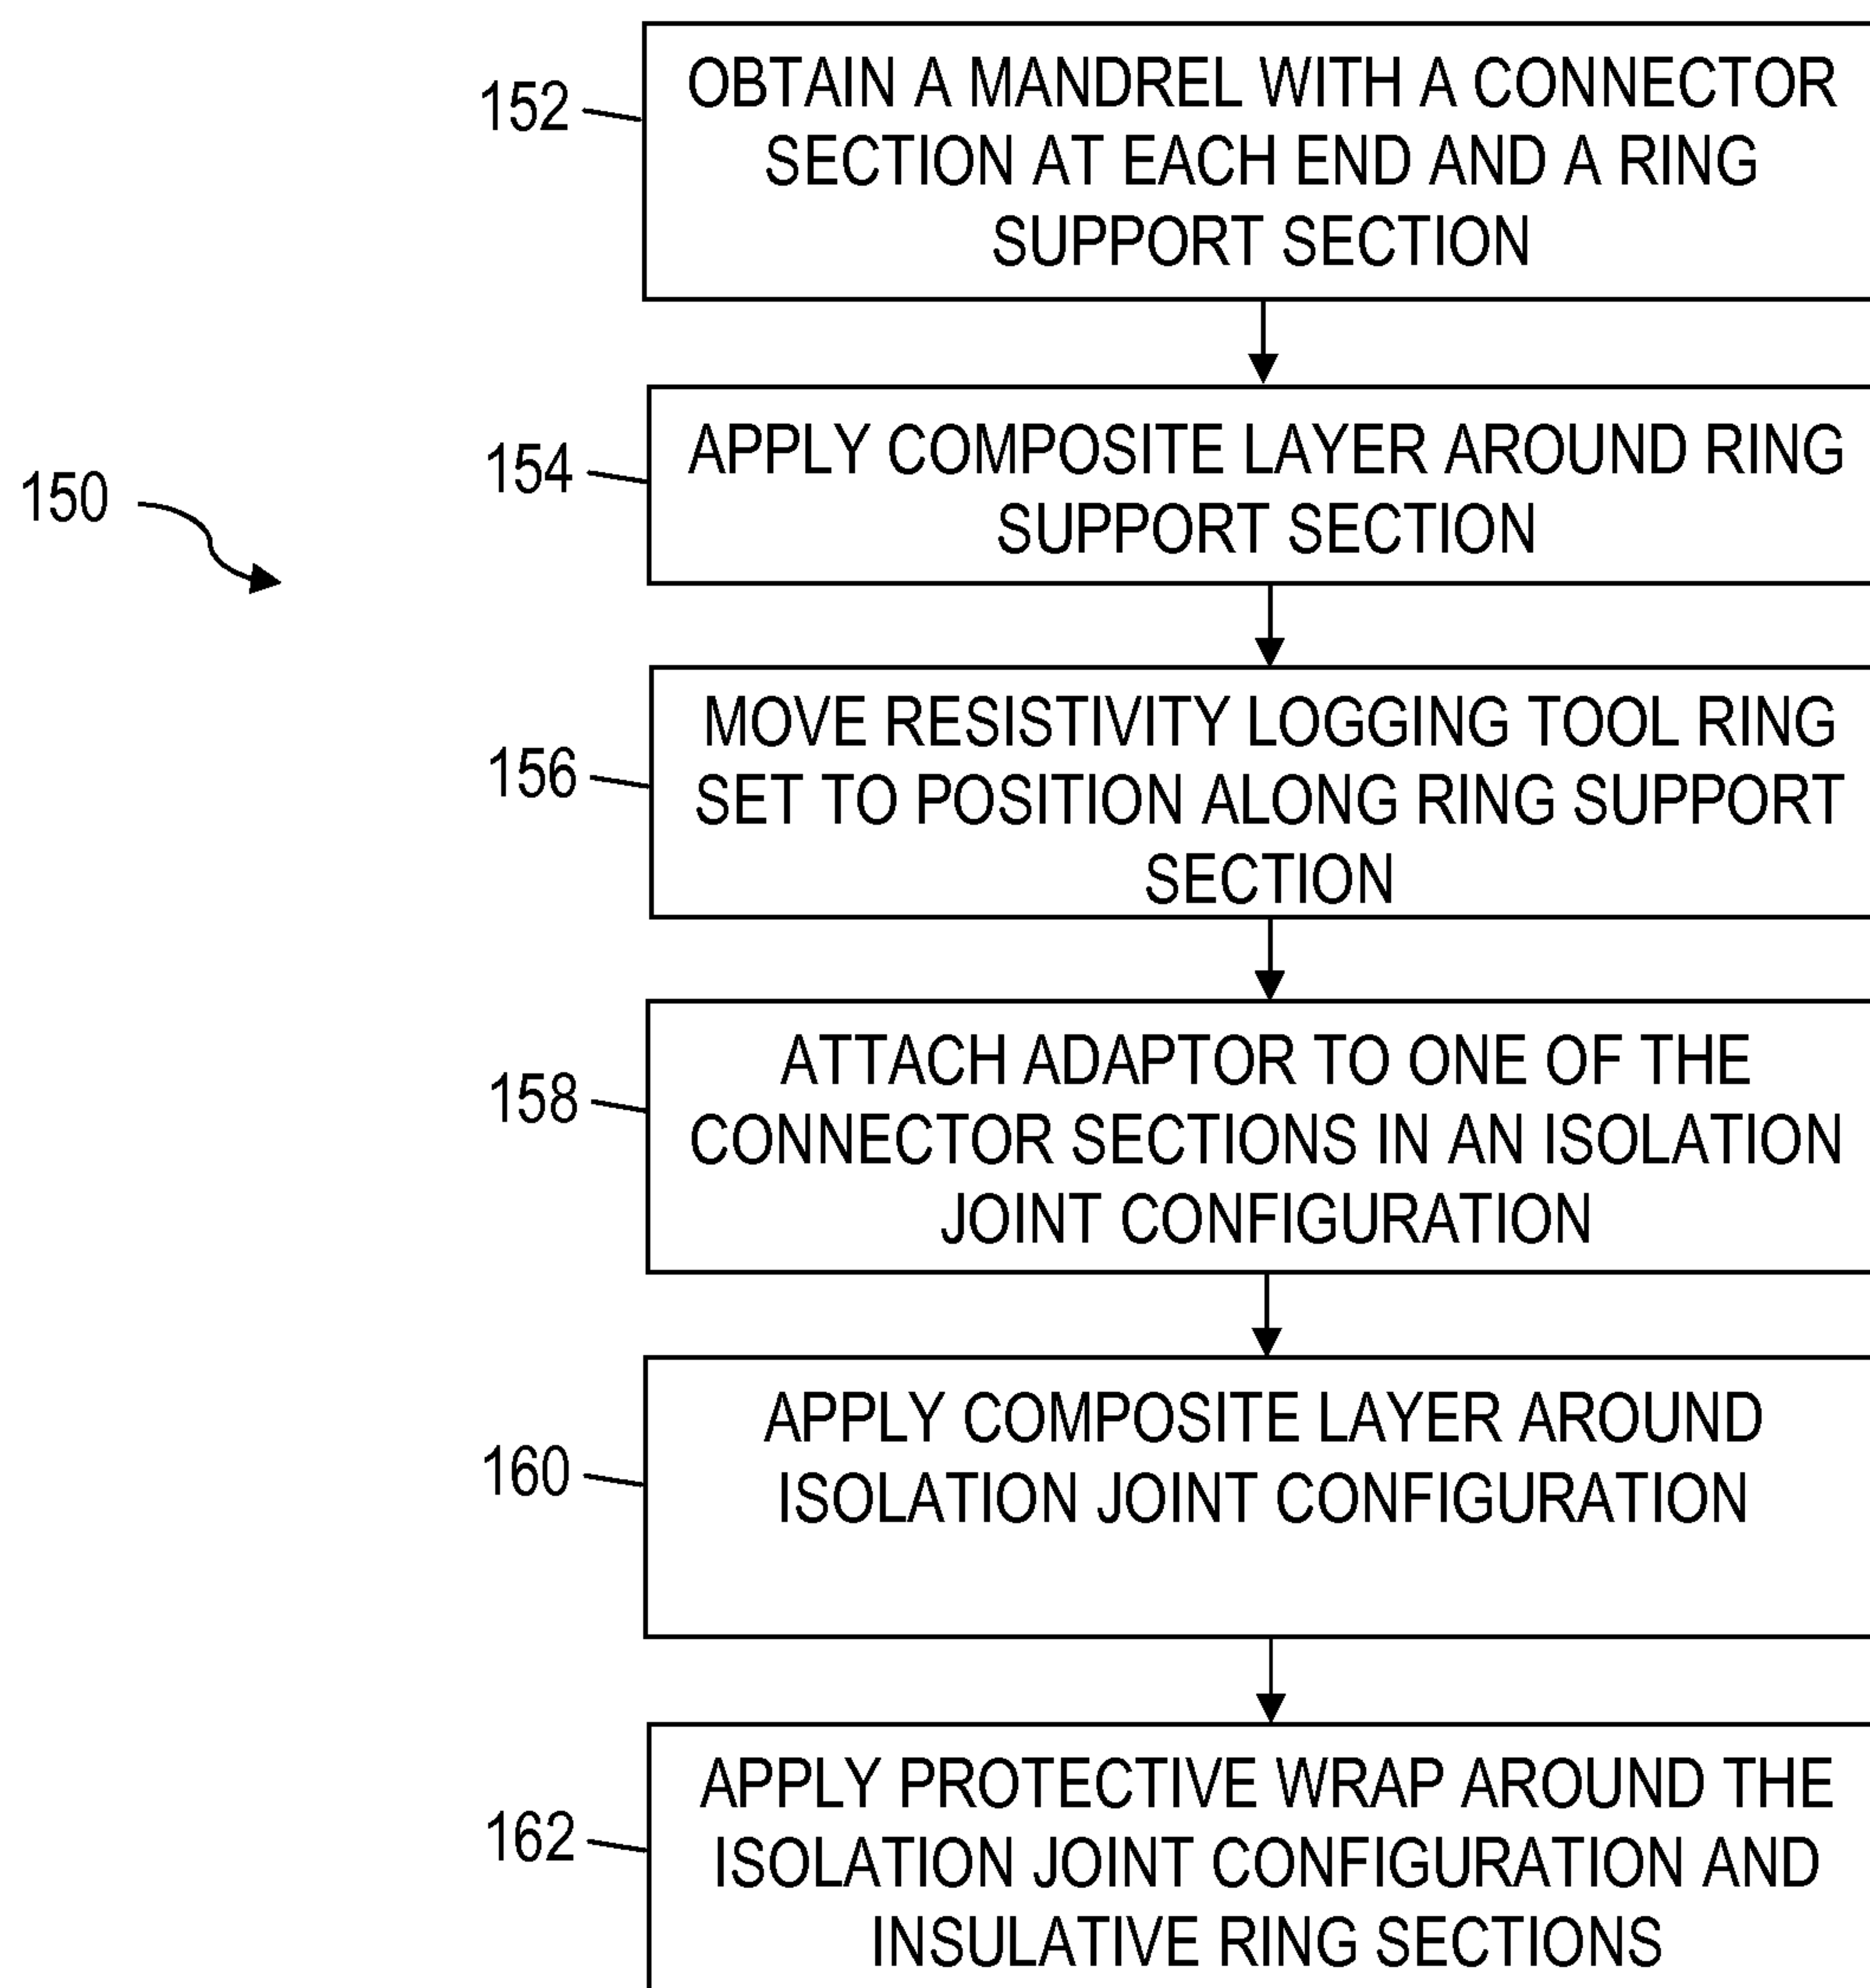 152
OBTAIN A MANDREL WITH A CONNECTOR
SECTION AT EACH END AND A RING
SUPPORT SECTION
150
154
APPLY COMPOSITE LAYER AROUND RING
SUPPORT SECTION
156
MOVE RESISTIVITY LOGGING TOOL RING
SET TO POSITION ALONG RING SUPPORT
SECTION
158
ATTACH ADAPTOR TO ONE OF THE
CONNECTOR SECTIONS IN AN ISOLATION
JOINT CONFIGURATION
160
APPLY COMPOSITE LAYER AROUND
ISOLATION JOINT CONFIGURATION
162
APPLY PROTECTIVE WRAP AROUND THE
ISOLATION JOINT CONFIGURATION AND
INSULATIVE RING SECTIONS